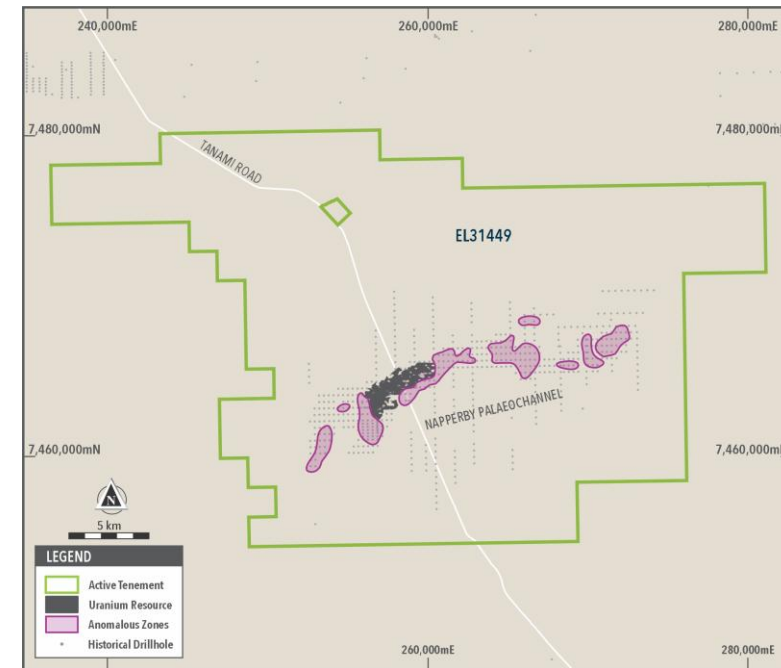 240,000mE
260,000mE
280,000mE
7,480,000mN
7,480,000m
TANAMI ROAD
EL31449
NAPPERBY PALAEOCHANNEL
7,460,000mN
7,460,000mN
N
5 km
LEGEND
Active Tenement
Uranium Resource
Anomalous Zones
Historical Drillhole
260,000mE
280,000mE